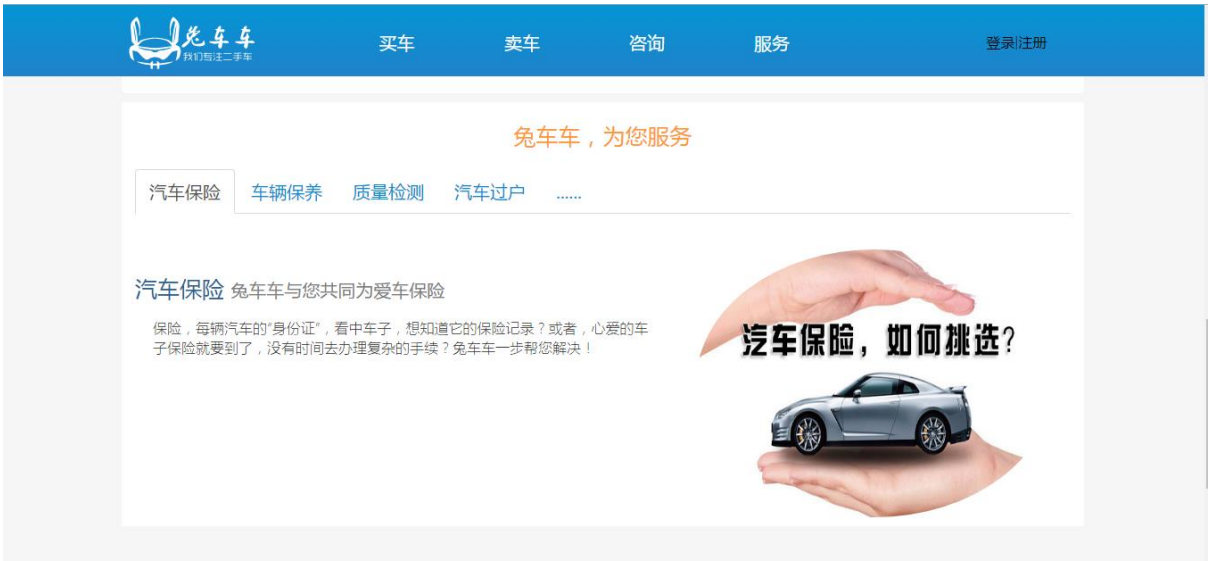 兔车车
我们专注二手车
买车
卖车
咨询
服务
登录|注册
兔车车，为您服务
汽车保险
车辆保养
质量检测
汽车过户
......
汽车保险 兔车车与您共同为爱车保险
保险，每辆汽车的“身份证”，看中车子，想知道它的保险记录？或者，心爱的车
子保险就要到了，没有时间去办理复杂的手续？兔车车一步帮您解决！
汽车保险，如何挑选？